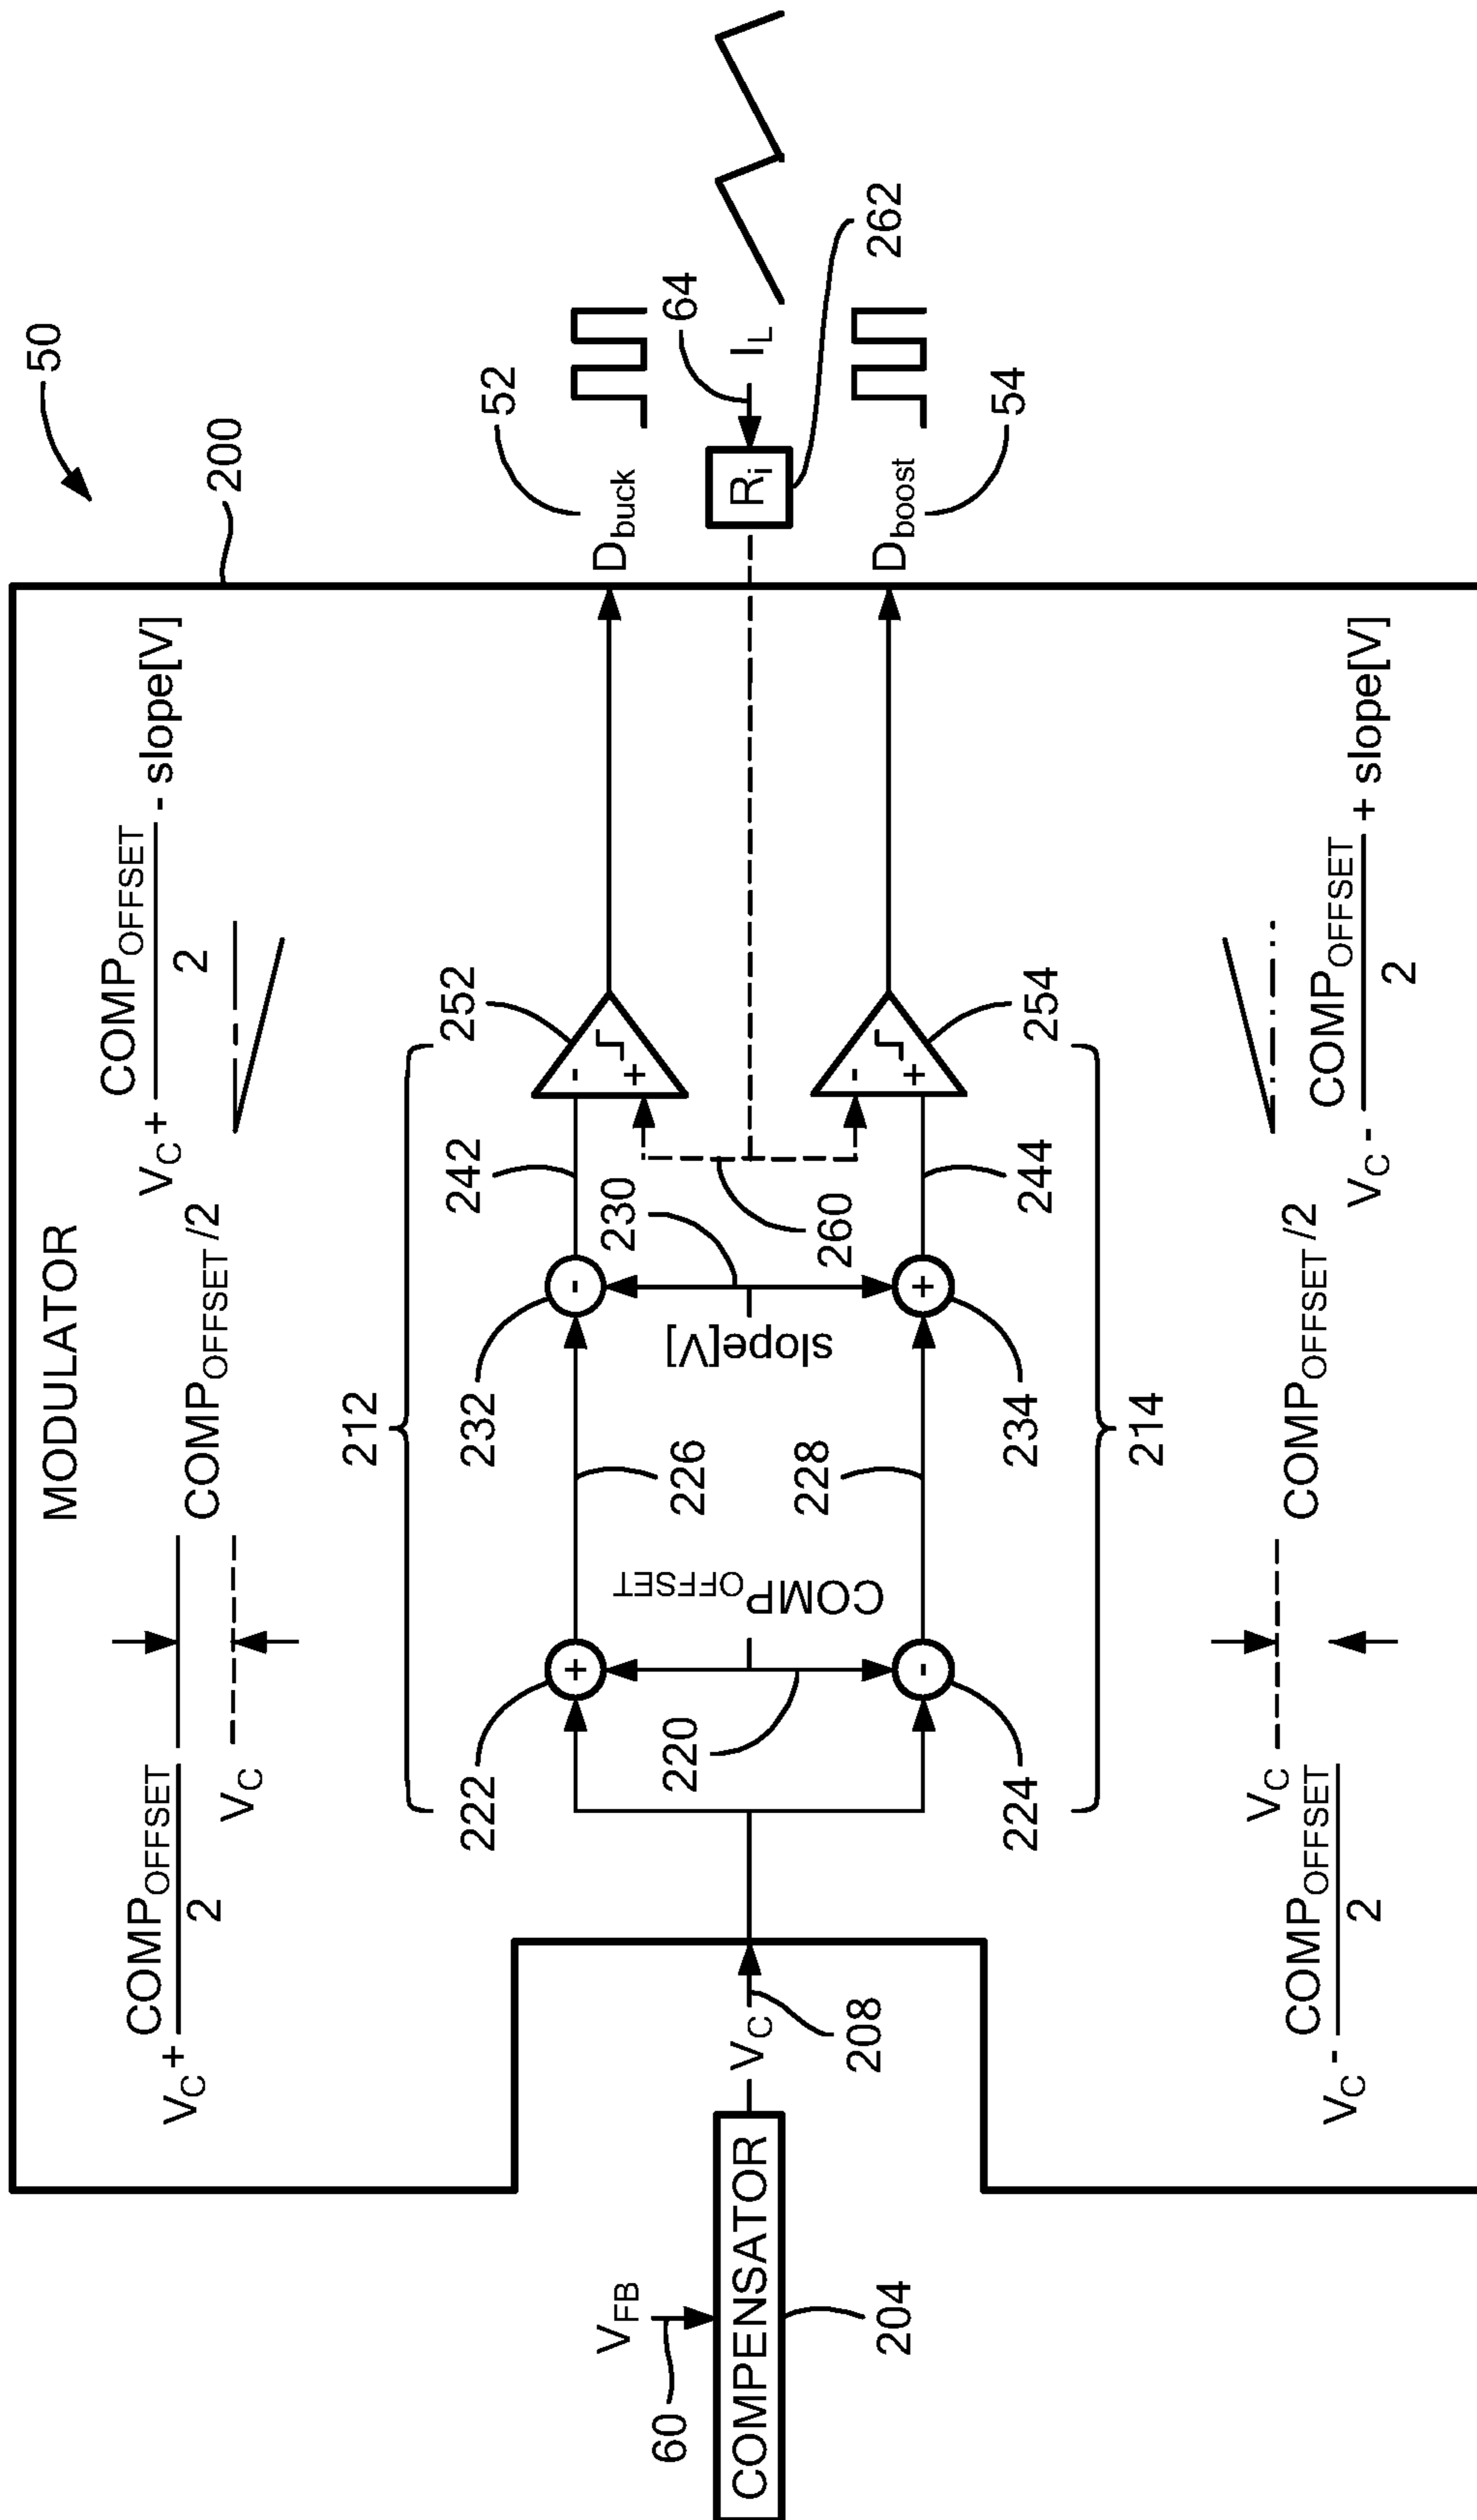 50
200
MODULATOR
V_C + COMP_OFFSET / 2
V_C
COMP_OFFSET /2
V_C + COMP_OFFSET / 2 - slope[V]
212
222
232
242
252
52
+
-
-
+
D_buck
226
230
220
COMP_OFFSET
slope[V]
260
V_FB
60
COMPENSATOR
204
V_C
208
64
I_L
R_i
262
228
-
+
-
+
D_boost
224
234
244
254
54
214
V_C - COMP_OFFSET / 2
V_C
COMP_OFFSET /2
V_C - COMP_OFFSET / 2 + slope[V]